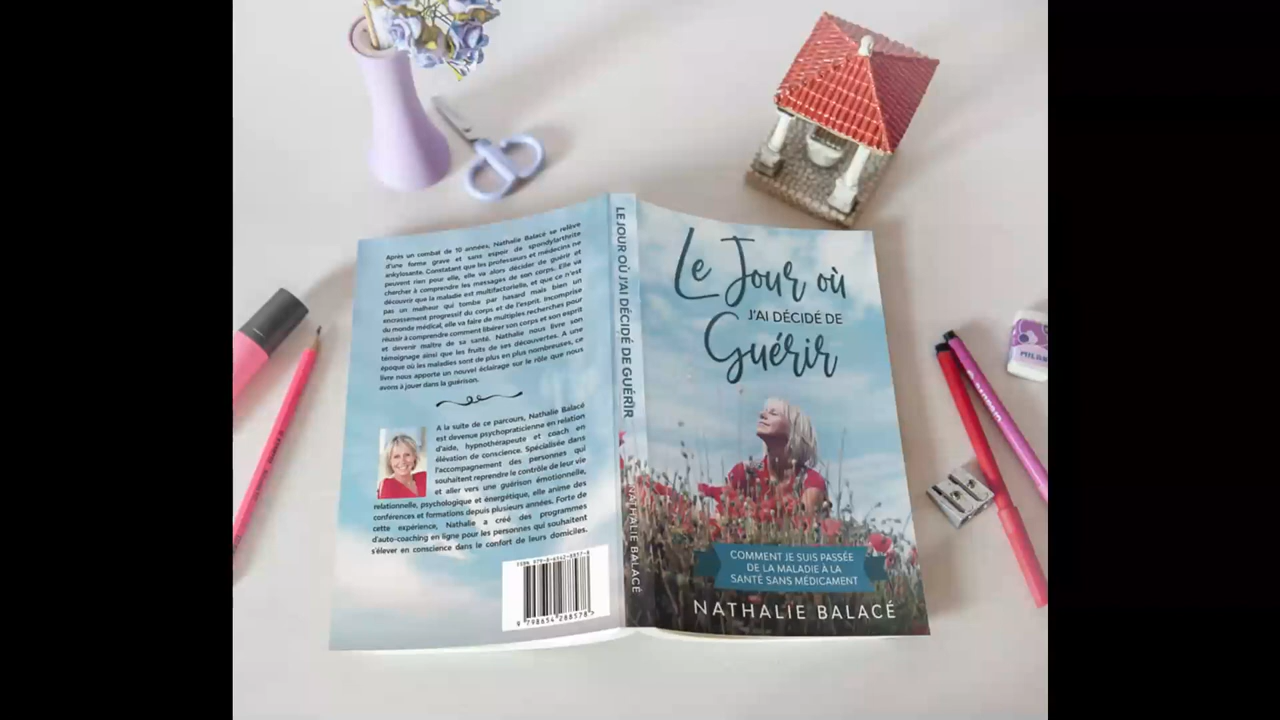 Après un combat de 10 années, Nathalie Balacé se relève
d'une forme grave et sans espoir de spondylarthrite
ankylosante. Constatant que les professeurs et médecins ne
peuvent rien pour elle, elle va alors décider de guérir et
chercher à comprendre les massages de son corps. Elle va
découvrir que la maladie est multifactorielle, et que ce n'est
pas un malheur qui tombe par hasard mais bien un
encrassement progressif du corps et de l'esprit. Incomprise
du monde médical, elle va faire de multiples recherches pour
réussir à comprendre comment libérer son corps et son esprit
et devenir maître de sa santé. Nathalie nous livre son
témoignage ainsi que les fruits de ses découvertes. A une
époque où les maladies sont de plus en plus nombreuses, ce
livre nous apporte un nouvel éclairage sur le rôle que nous
avons à jouer dans la guérison.
A la suite de ce parcours, Nathalie Balacé
est devenue psychopraticienne en relation
d'aide, hypnothérapeute et coach en
élévation de conscience. Spécialisée dans
l'accompagnement des personnes qui
souhaitent reprendre le contrôle de leur vie
et aller vers une guérison émotionnelle,
relationnelle, psychologique et énergétique, elle anime des
conférences et formations depuis plusieurs années. Forte de
cette expérience, Nathalie a créé des programmes
d'auto-coaching en ligne pour les personnes qui souhaitent
s'élever en conscience dans le confort de leurs domiciles.
9 798654 288578
LE JOUR OÙ J'AI DÉCIDÉ DE GUÉRIR
NATHALIE BALACÉ
Le Jour où
J'AI DÉCIDÉ DE
Guérir
COMMENT JE SUIS PASSÉE
DE LA MALADIE À LA
SANTÉ SANS MÉDICAMENT
NATHALIE BALACÉ
MILAN